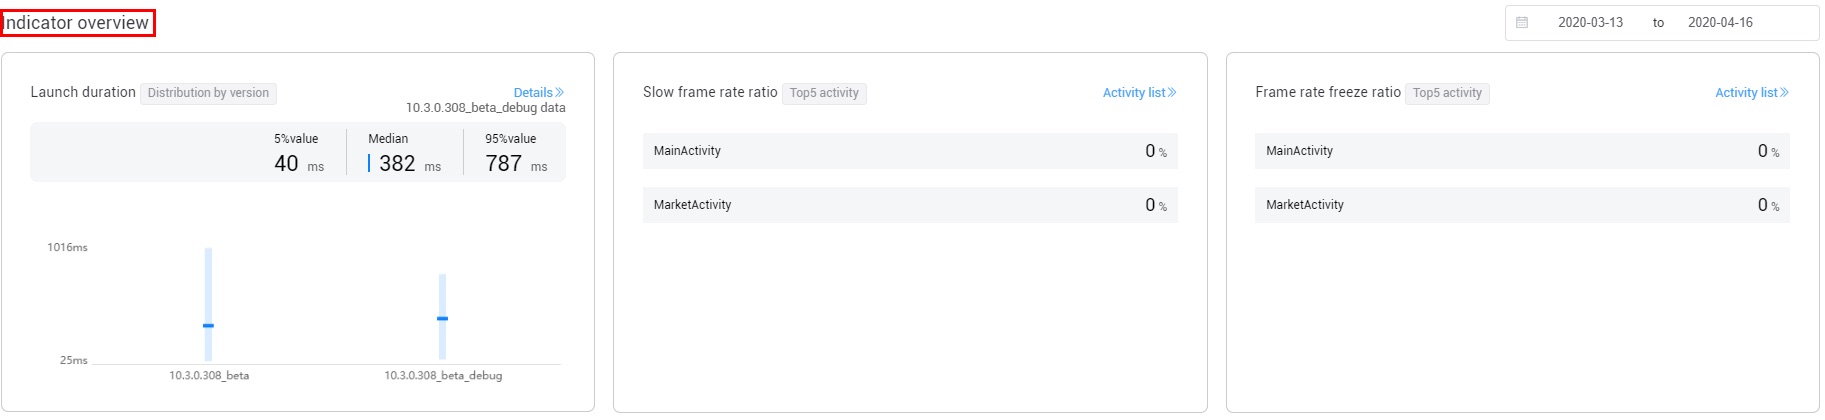 Indicator overview
2020-03-13 to 2020-04-16
Launch duration Distribution by version Details
10.3.0.308_beta_debug data
5%value Median 95%value
40 ms 382 ms 787 ms
1016ms
25ms
10.3.0.308_beta 10.3.0.308_beta_debug
Slow frame rate ratio Top5 activity Activity list
MainActivity 0 %
MarketActivity 0 %
Frame rate freeze ratio Top5 activity Activity list
MainActivity 0 %
MarketActivity 0 %